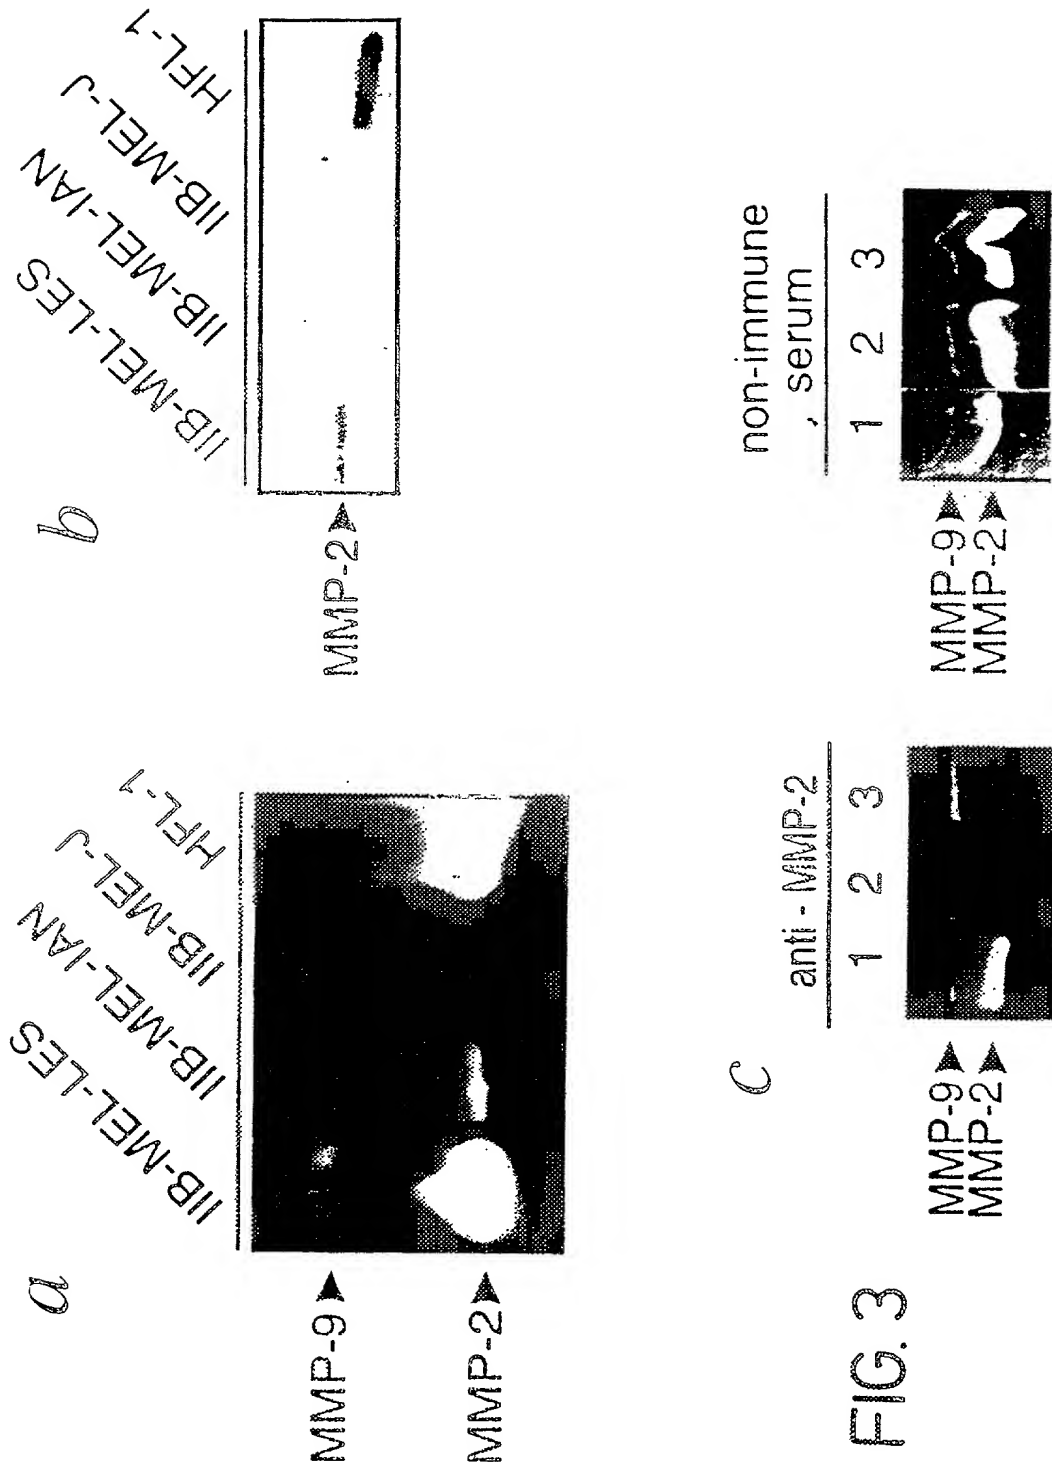 a
IIB-MEL-LES
IIB-MEL-IAN
IIB-MEL-J
HFL-1
MMP-9
MMP-2
b
IIB-MEL-LES
IIB-MEL-IAN
IIB-MEL-J
HFL-1
MMP-2
c
anti - MMP-2
1 2 3
MMP-9
MMP-2
non-immune
serum
1 2 3
MMP-9
MMP-2
FIG. 3